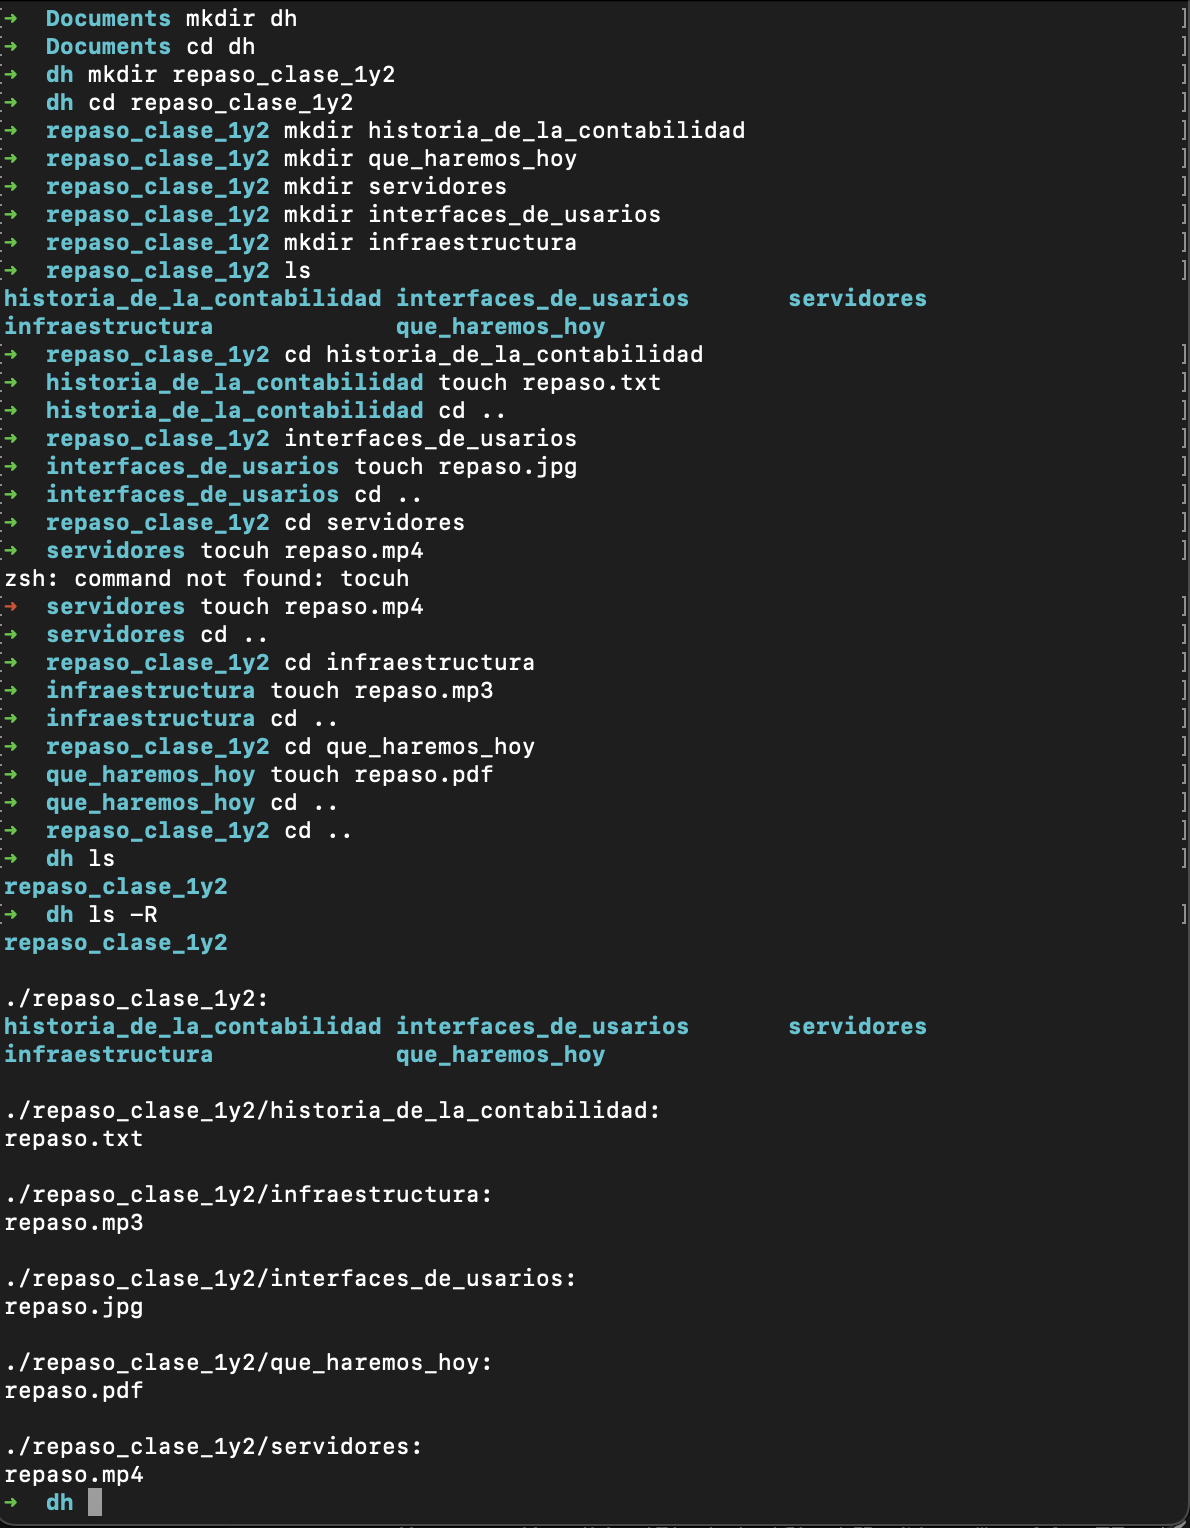 ➜  Documents mkdir dh
➜  Documents cd dh
➜  dh mkdir repaso_clase_1y2
➜  dh cd repaso_clase_1y2
➜  repaso_clase_1y2 mkdir historia_de_la_contabilidad
➜  repaso_clase_1y2 mkdir que_haremos_hoy
➜  repaso_clase_1y2 mkdir servidores
➜  repaso_clase_1y2 mkdir interfaces_de_usarios
➜  repaso_clase_1y2 mkdir infraestructura
➜  repaso_clase_1y2 ls
historia_de_la_contabilidad interfaces_de_usarios       servidores
infraestructura             que_haremos_hoy
➜  repaso_clase_1y2 cd historia_de_la_contabilidad
➜  historia_de_la_contabilidad touch repaso.txt
➜  historia_de_la_contabilidad cd ..
➜  repaso_clase_1y2 interfaces_de_usarios
➜  interfaces_de_usarios touch repaso.jpg
➜  interfaces_de_usarios cd ..
➜  repaso_clase_1y2 cd servidores
➜  servidores tocuh repaso.mp4
zsh: command not found: tocuh
➜  servidores touch repaso.mp4
➜  servidores cd ..
➜  repaso_clase_1y2 cd infraestructura
➜  infraestructura touch repaso.mp3
➜  infraestructura cd ..
➜  repaso_clase_1y2 cd que_haremos_hoy
➜  que_haremos_hoy touch repaso.pdf
➜  que_haremos_hoy cd ..
➜  repaso_clase_1y2 cd ..
➜  dh ls
repaso_clase_1y2
➜  dh ls -R
repaso_clase_1y2

./repaso_clase_1y2:
historia_de_la_contabilidad interfaces_de_usarios       servidores
infraestructura             que_haremos_hoy

./repaso_clase_1y2/historia_de_la_contabilidad:
repaso.txt

./repaso_clase_1y2/infraestructura:
repaso.mp3

./repaso_clase_1y2/interfaces_de_usarios:
repaso.jpg

./repaso_clase_1y2/que_haremos_hoy:
repaso.pdf

./repaso_clase_1y2/servidores:
repaso.mp4
➜  dh